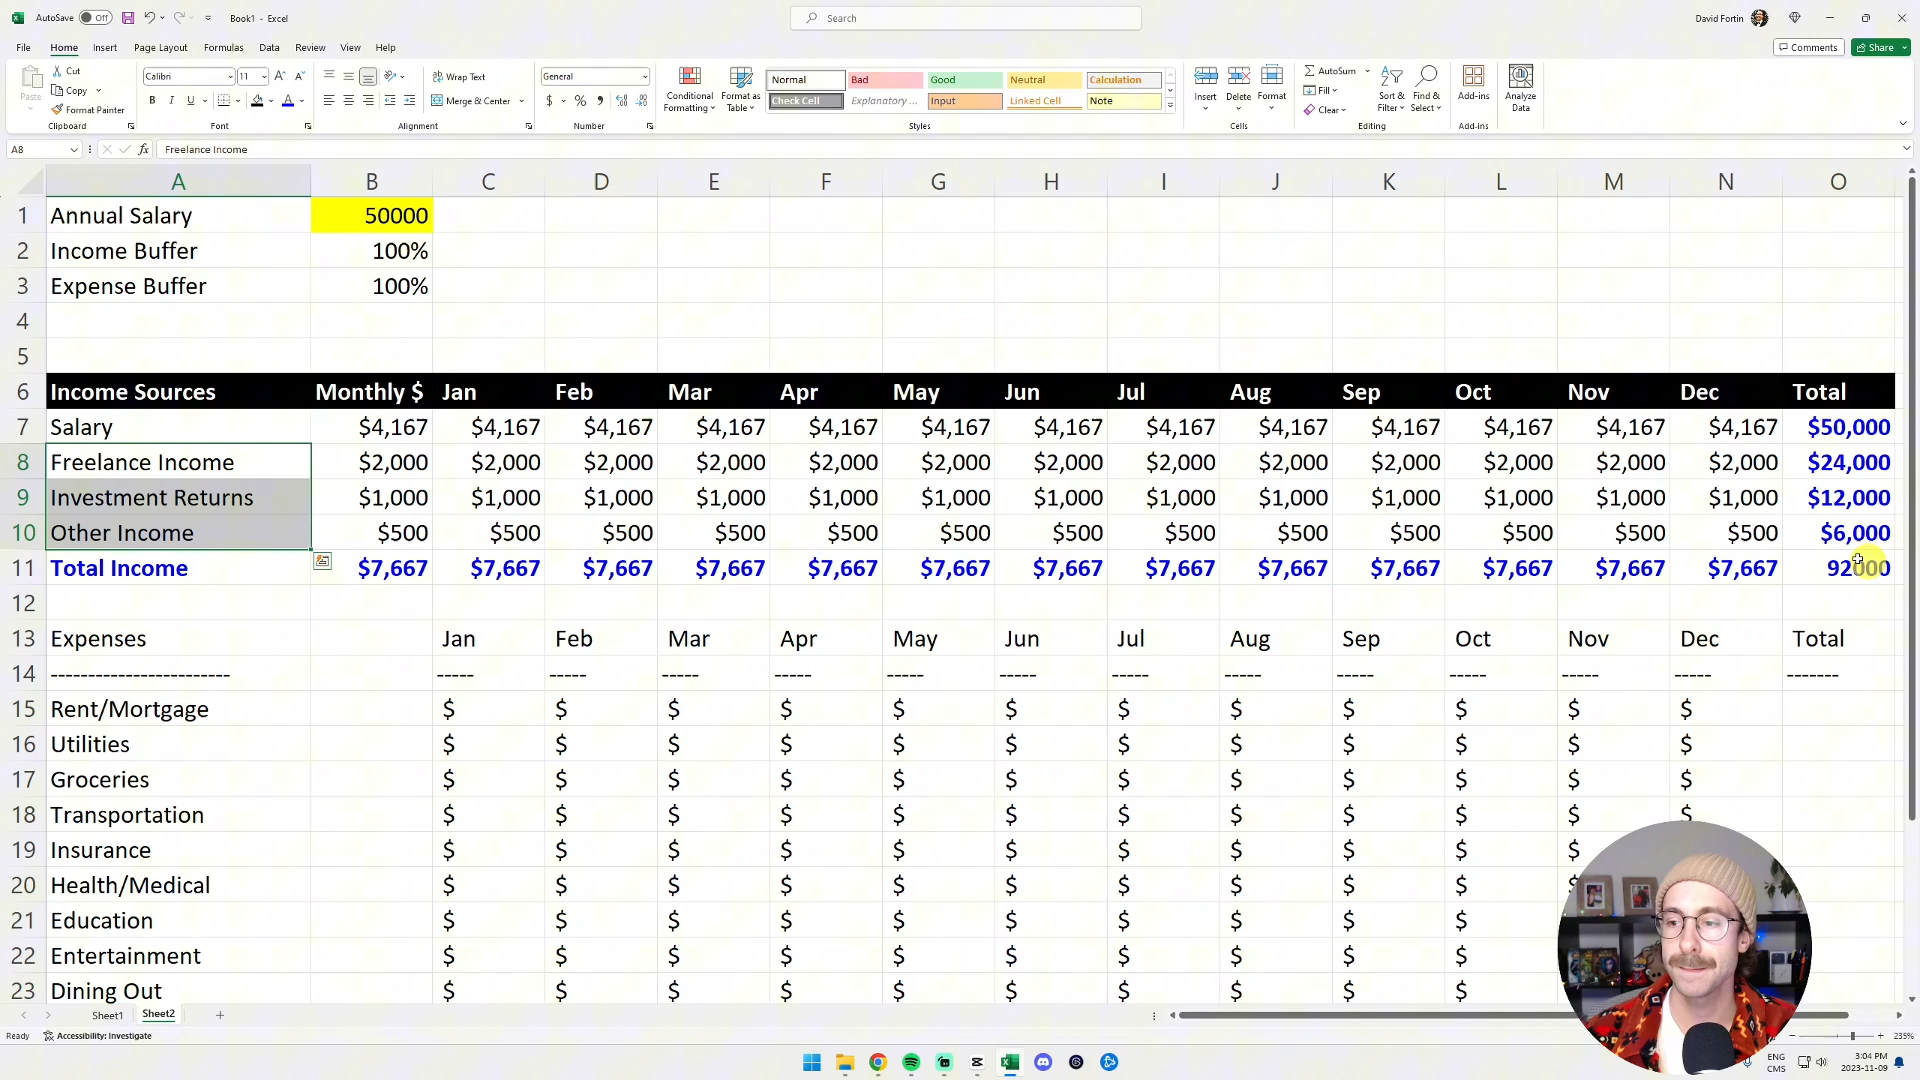 AutoSave Off Book1 - Excel Search David Fortin
File Home Insert Page Layout Formulas Data Review View Help Comments Share
Paste Cut Copy Format Painter Clipboard
Calibri 11 B I U Font
Wrap Text Merge & Center Alignment
General $ % Number
Conditional Formatting Format as Table
Normal Bad Good Neutral Calculation
Check Cell Explanatory ... Input Linked Cell Note
Styles
Insert Delete Format Cells
AutoSum Fill Clear Sort & Filter Find & Select Editing
Add-ins Add-ins
Analyze Data
A8 fx Freelance Income
A B C D E F G H I J K L M N O
1 Annual Salary 50000
2 Income Buffer 100%
3 Expense Buffer 100%
4
5
6 Income Sources Monthly $ Jan Feb Mar Apr May Jun Jul Aug Sep Oct Nov Dec Total
7 Salary $4,167 $4,167 $4,167 $4,167 $4,167 $4,167 $4,167 $4,167 $4,167 $4,167 $4,167 $4,167 $4,167 $50,000
8 Freelance Income $2,000 $2,000 $2,000 $2,000 $2,000 $2,000 $2,000 $2,000 $2,000 $2,000 $2,000 $2,000 $2,000 $24,000
9 Investment Returns $1,000 $1,000 $1,000 $1,000 $1,000 $1,000 $1,000 $1,000 $1,000 $1,000 $1,000 $1,000 $1,000 $12,000
10 Other Income $500 $500 $500 $500 $500 $500 $500 $500 $500 $500 $500 $500 $500 $6,000
11 Total Income $7,667 $7,667 $7,667 $7,667 $7,667 $7,667 $7,667 $7,667 $7,667 $7,667 $7,667 $7,667 $7,667 92000
12
13 Expenses Jan Feb Mar Apr May Jun Jul Aug Sep Oct Nov Dec Total
14 ------------------------ ----- ----- ----- ----- ----- ----- ----- ----- ----- ----- ----- ----- -------
15 Rent/Mortgage $ $ $ $ $ $ $ $ $ $ $ $
16 Utilities $ $ $ $ $ $ $ $ $ $ $ $
17 Groceries $ $ $ $ $ $ $ $ $ $ $ $
18 Transportation $ $ $ $ $ $ $ $ $ $ $ $
19 Insurance $ $ $ $ $ $ $ $ $ $ $
20 Health/Medical $ $ $ $ $ $ $ $ $ $
21 Education $ $ $ $ $ $ $ $ $ $
22 Entertainment $ $ $ $ $ $ $ $ $ $
23 Dining Out $ $ $ $ $ $ $ $ $ $
Sheet1 Sheet2
Ready Accessibility: Investigate 235%
ENG CMS 3:04 PM 2023-11-09